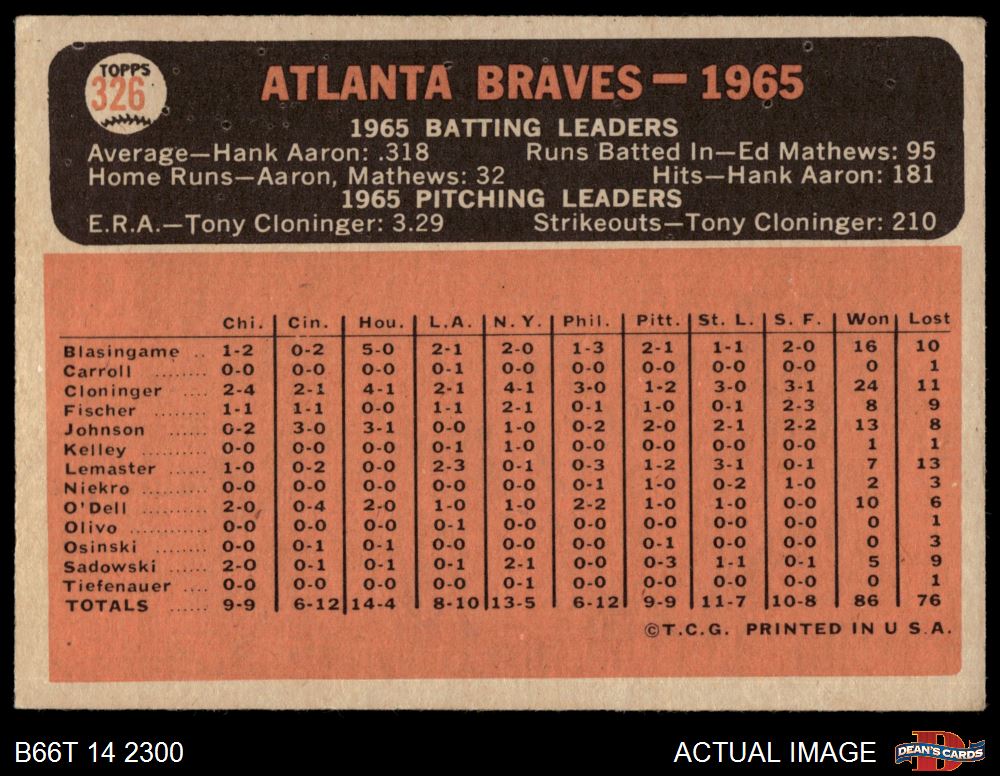 TOPPS
326
ATLANTA BRAVES — 1965
1965 BATTING LEADERS
Average—Hank Aaron: .318 Runs Batted In—Ed Mathews: 95
Home Runs—Aaron, Mathews: 32 Hits—Hank Aaron: 181
1965 PITCHING LEADERS
E.R.A.—Tony Cloninger: 3.29 Strikeouts—Tony Cloninger: 210
Chi. Cin. Hou. L.A. N.Y. Phil. Pitt. St. L. S. F. Won Lost
Blasingame .. 1-2 0-2 5-0 2-1 2-0 1-3 2-1 1-1 2-0 16 10
Carroll ........ 0-0 0-0 0-0 0-1 0-0 0-0 0-0 0-0 0-0 0 1
Cloninger .... 2-4 2-1 4-1 2-1 4-1 3-0 1-2 3-0 3-1 24 11
Fischer ....... 1-1 1-1 0-0 1-1 2-1 0-1 1-0 0-1 2-3 8 9
Johnson ...... 0-2 3-0 3-1 0-0 1-0 0-2 2-0 2-1 2-2 13 8
Kelley ......... 0-0 0-0 0-0 0-1 1-0 0-0 0-0 0-0 0-0 1 1
Lemaster ..... 1-0 0-2 0-0 2-3 0-1 0-3 1-2 3-1 0-1 7 13
Niekro ......... 0-0 0-0 0-0 0-0 0-0 0-1 1-0 0-2 1-0 2 3
O'Dell ......... 2-0 0-4 2-0 1-0 1-0 2-2 1-0 1-0 0-0 10 6
Olivo .......... 0-0 0-0 0-0 0-1 0-0 0-0 0-0 0-0 0-0 0 1
Osinski ....... 0-0 0-1 0-1 0-0 0-0 0-0 0-1 0-0 0-0 0 3
Sadowski ..... 2-0 0-1 0-1 0-1 2-1 0-0 0-3 1-1 0-1 5 9
Tiefenauer ... 0-0 0-0 0-0 0-0 0-1 0-0 0-0 0-0 0-0 0 1
TOTALS ..... 9-9 6-12 14-4 8-10 13-5 6-12 9-9 11-7 10-8 86 76
©T.C.G. PRINTED IN U S.A.
B66T 14 2300 ACTUAL IMAGE
D
DEAN'S CARDS